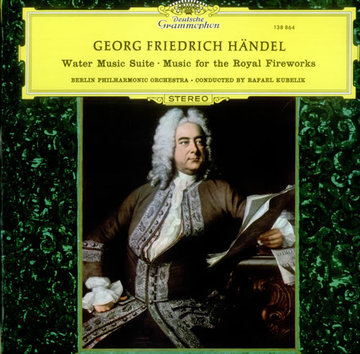 Deutsche
Grammophon
138 864
GEORG FRIEDRICH HÄNDEL
Water Music Suite · Music for the Royal Fireworks
BERLIN PHILHARMONIC ORCHESTRA · CONDUCTED BY RAFAEL KUBELIK
STEREO